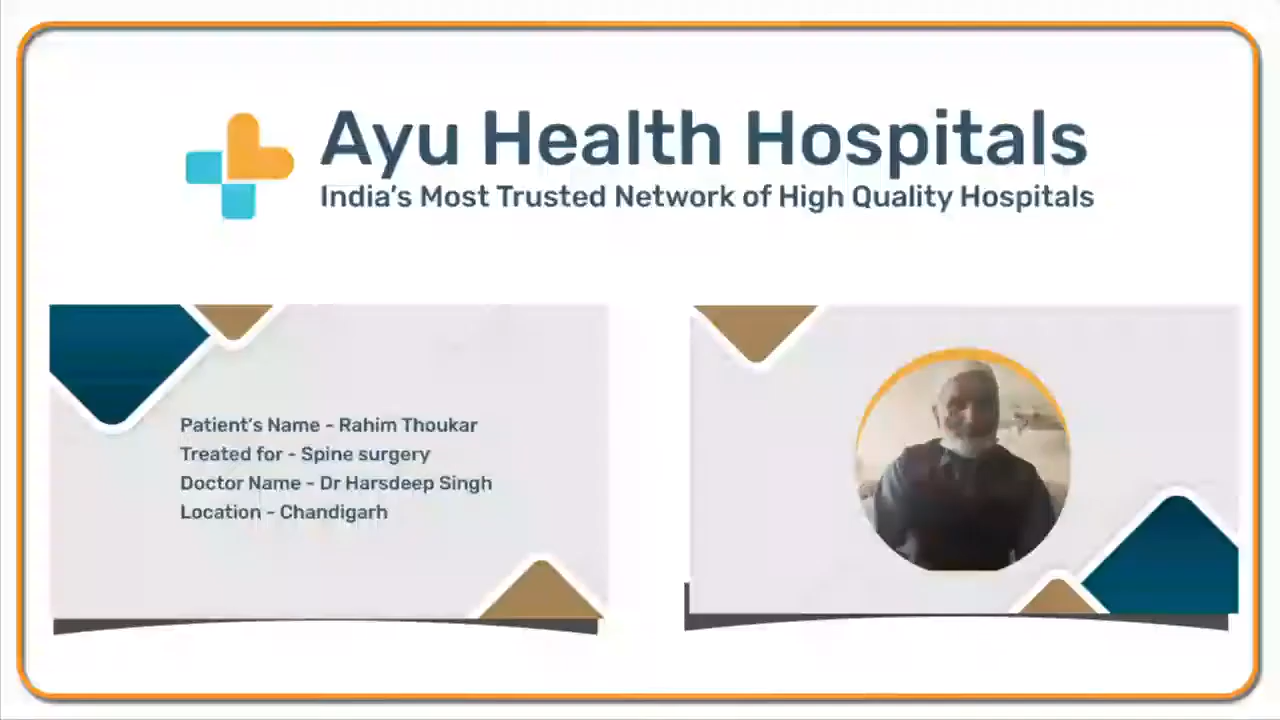 Ayu Health Hospitals
India's Most Trusted Network of High Quality Hospitals
Patient's Name - Rahim Thoukar
Treated for - Spine surgery
Doctor Name - Dr Harsdeep Singh
Location - Chandigarh